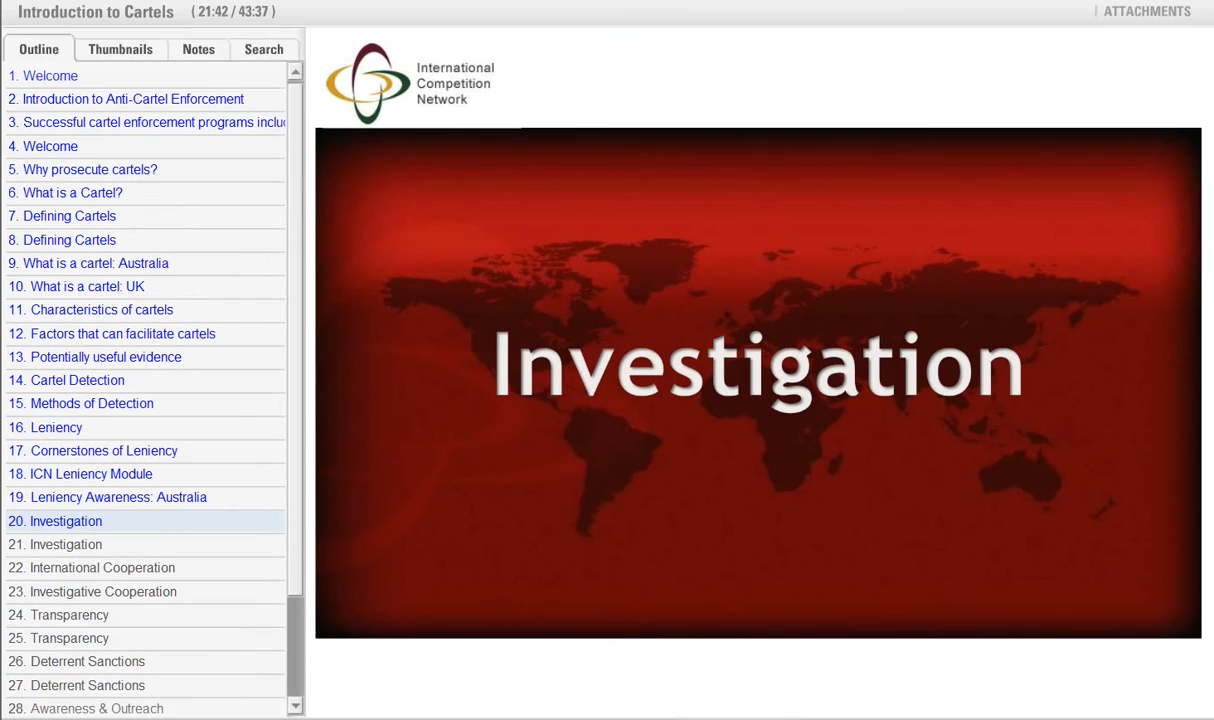 Introduction to Cartels ( 21:42 / 43:37 )
| ATTACHMENTS
Outline Thumbnails Notes Search
1. Welcome
2. Introduction to Anti-Cartel Enforcement
3. Successful cartel enforcement programs inclu
4. Welcome
5. Why prosecute cartels?
6. What is a Cartel?
7. Defining Cartels
8. Defining Cartels
9. What is a cartel: Australia
10. What is a cartel: UK
11. Characteristics of cartels
12. Factors that can facilitate cartels
13. Potentially useful evidence
14. Cartel Detection
15. Methods of Detection
16. Leniency
17. Cornerstones of Leniency
18. ICN Leniency Module
19. Leniency Awareness: Australia
20. Investigation
21. Investigation
22. International Cooperation
23. Investigative Cooperation
24. Transparency
25. Transparency
26. Deterrent Sanctions
27. Deterrent Sanctions
28. Awareness & Outreach
International
Competition
Network
Investigation